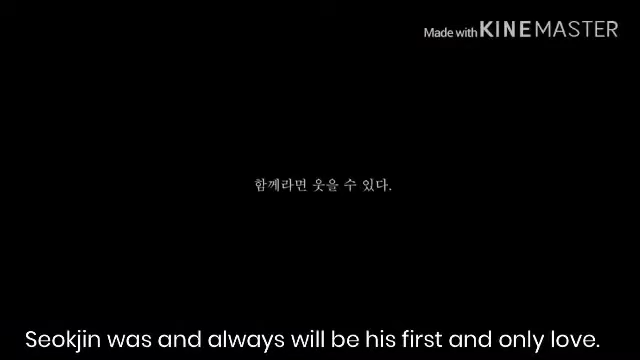 Made with KINEMASTER
함께라면 웃을 수 있다.
Seokjin was and always will be his first and only love.